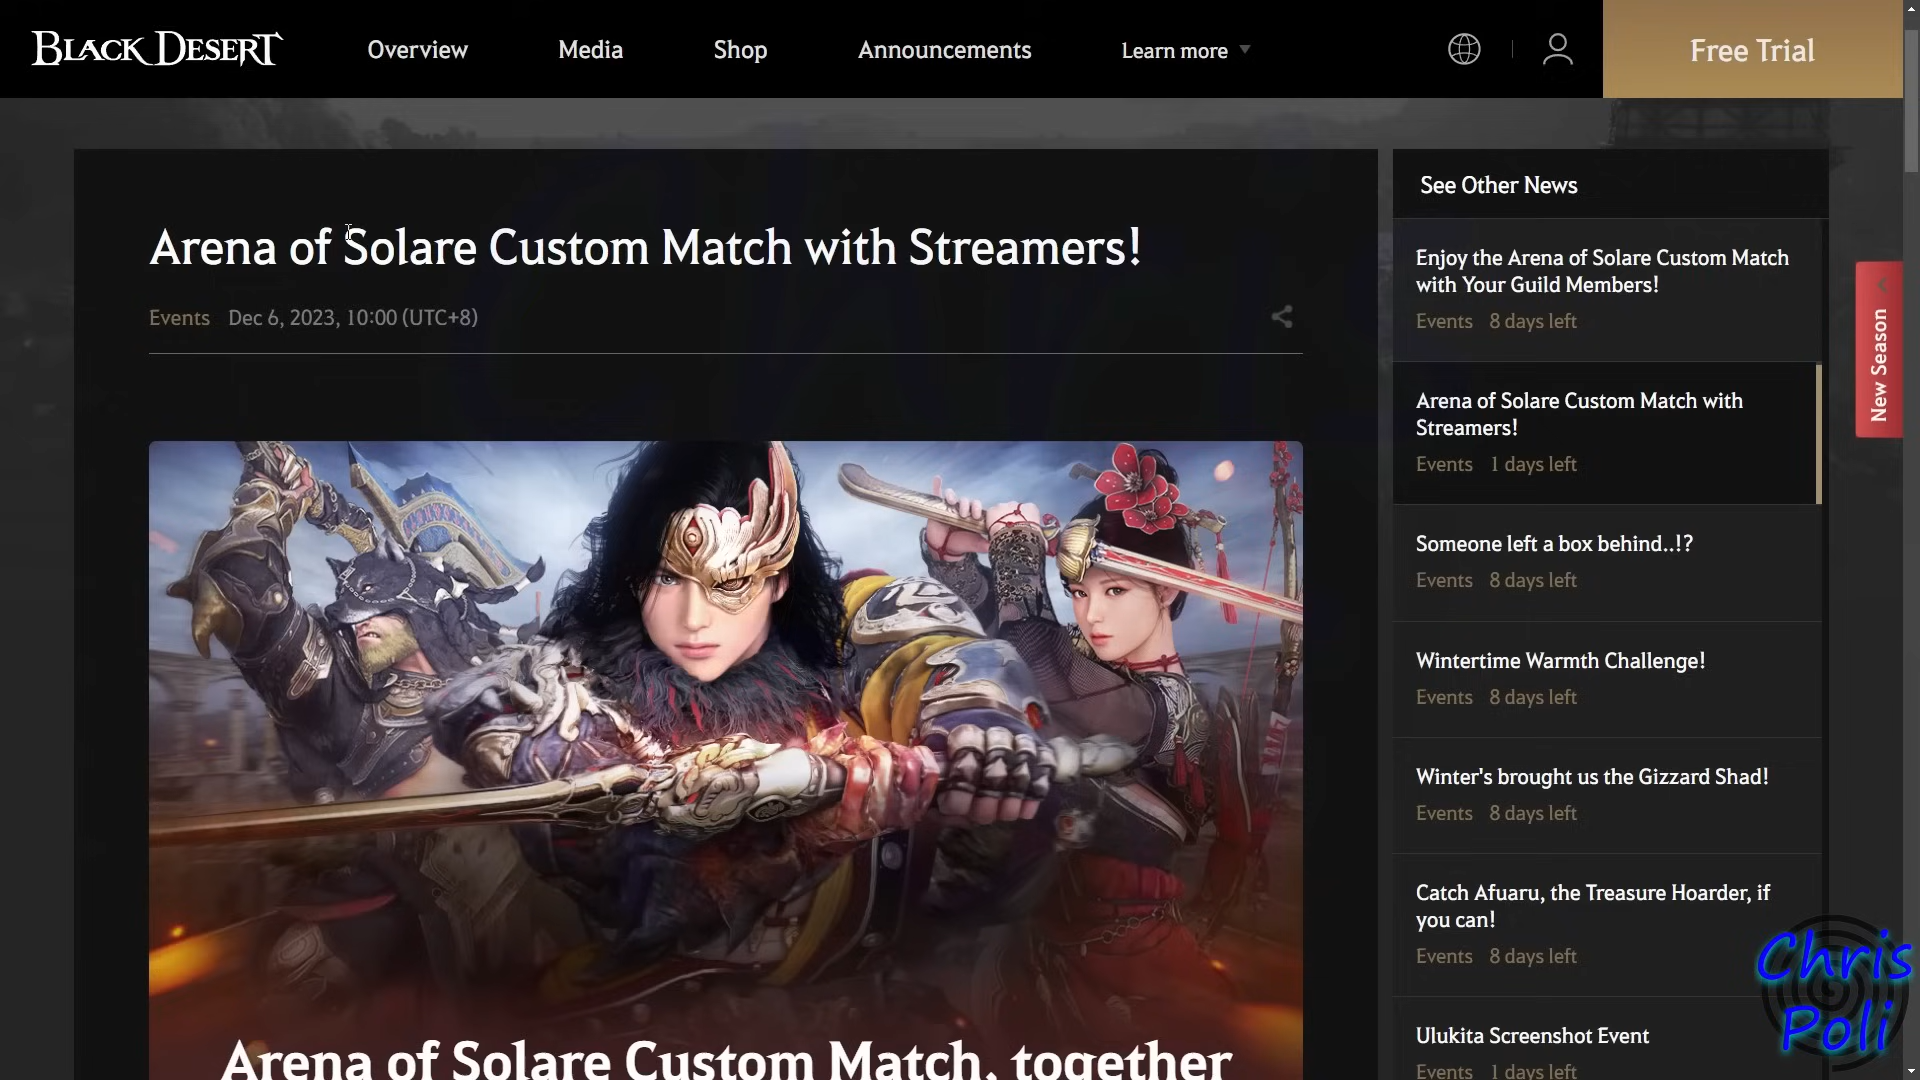 BLACK DESERT
Overview
Media
Shop
Announcements
Learn more
Free Trial
Arena of Solare Custom Match with Streamers!
Events Dec 6, 2023, 10:00 (UTC+8)
Arena of Solare Custom Match, together
See Other News
Enjoy the Arena of Solare Custom Match
with Your Guild Members!
Events 8 days left
Arena of Solare Custom Match with
Streamers!
Events 1 days left
Someone left a box behind..!?
Events 8 days left
Wintertime Warmth Challenge!
Events 8 days left
Winter's brought us the Gizzard Shad!
Events 8 days left
Catch Afuaru, the Treasure Hoarder, if
you can!
Events 8 days left
Ulukita Screenshot Event
Events 1 days left
New Season
Chris
Poli